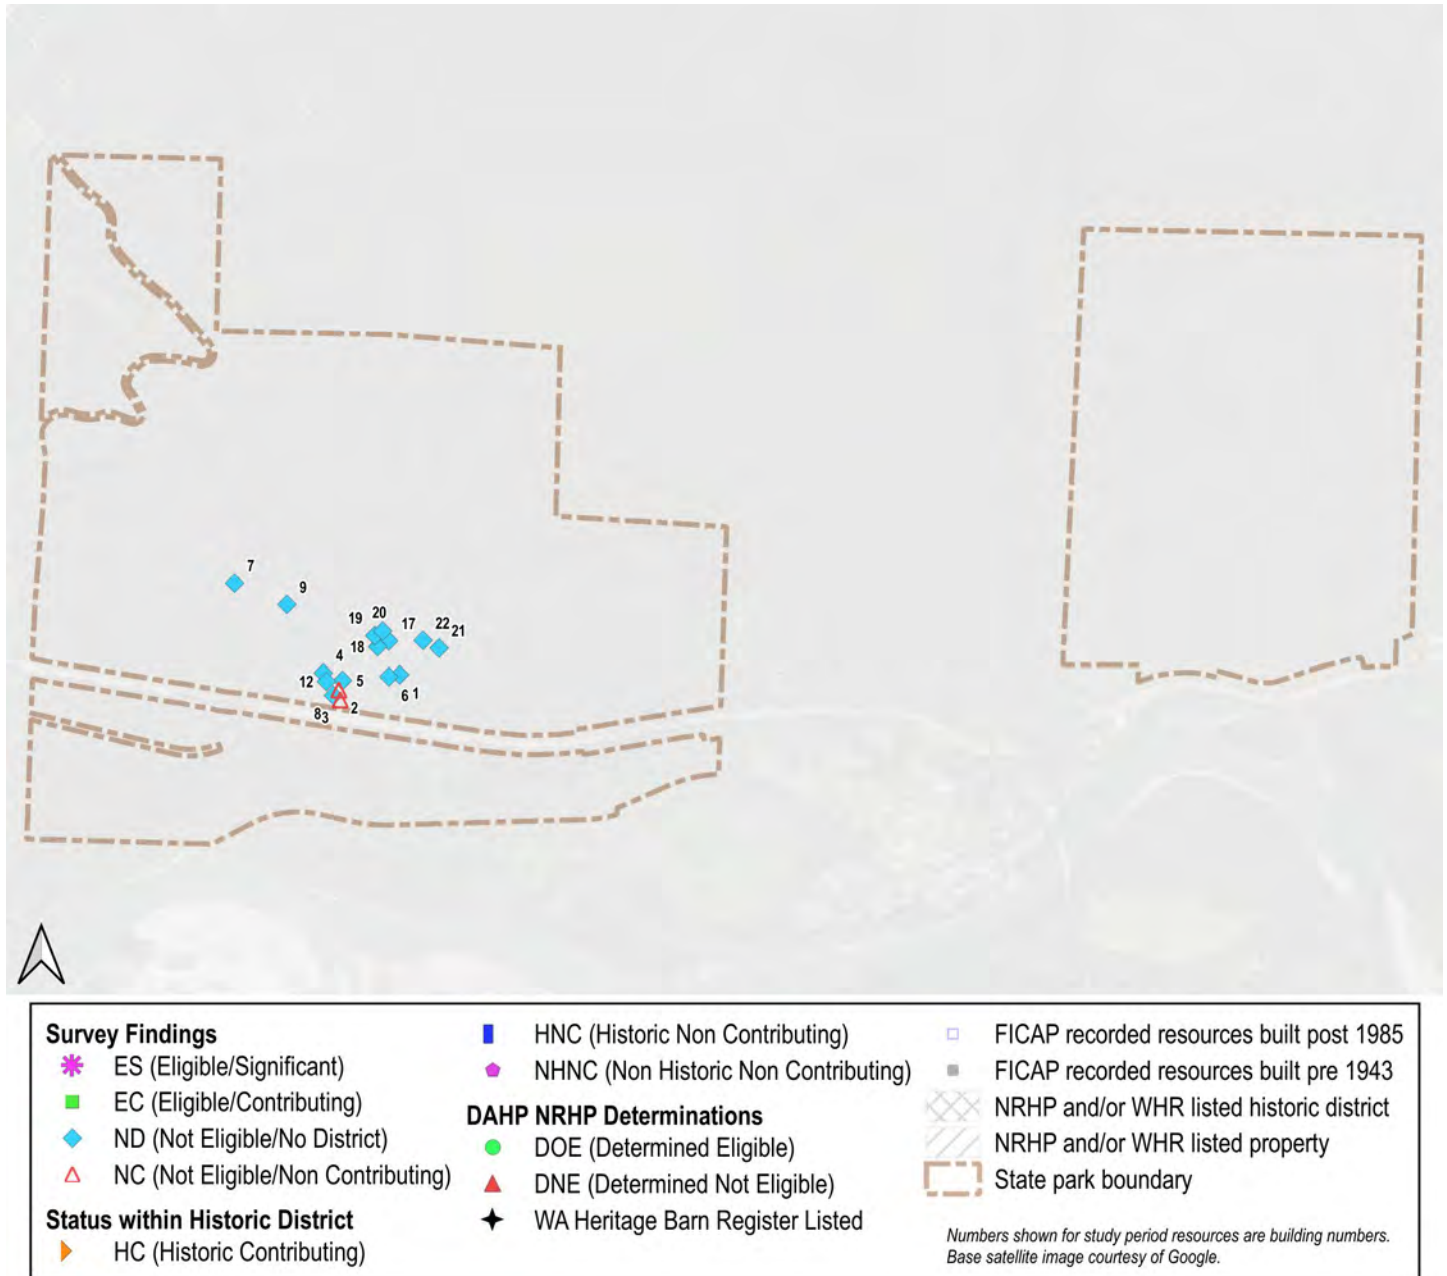 7
9
20
19
17
22
21
18
4
5
12
6
1
2
8
3
Survey Findings
ES (Eligible/Significant)
EC (Eligible/Contributing)
ND (Not Eligible/No District)
NC (Not Eligible/Non Contributing)
Status within Historic District
HC (Historic Contributing)
HNC (Historic Non Contributing)
NHNC (Non Historic Non Contributing)
DAHP NRHP Determinations
DOE (Determined Eligible)
DNE (Determined Not Eligible)
WA Heritage Barn Register Listed
FICAP recorded resources built post 1985
FICAP recorded resources built pre 1943
NRHP and/or WHR listed historic district
NRHP and/or WHR listed property
State park boundary
Numbers shown for study period resources are building numbers.
Base satellite image courtesy of Google.